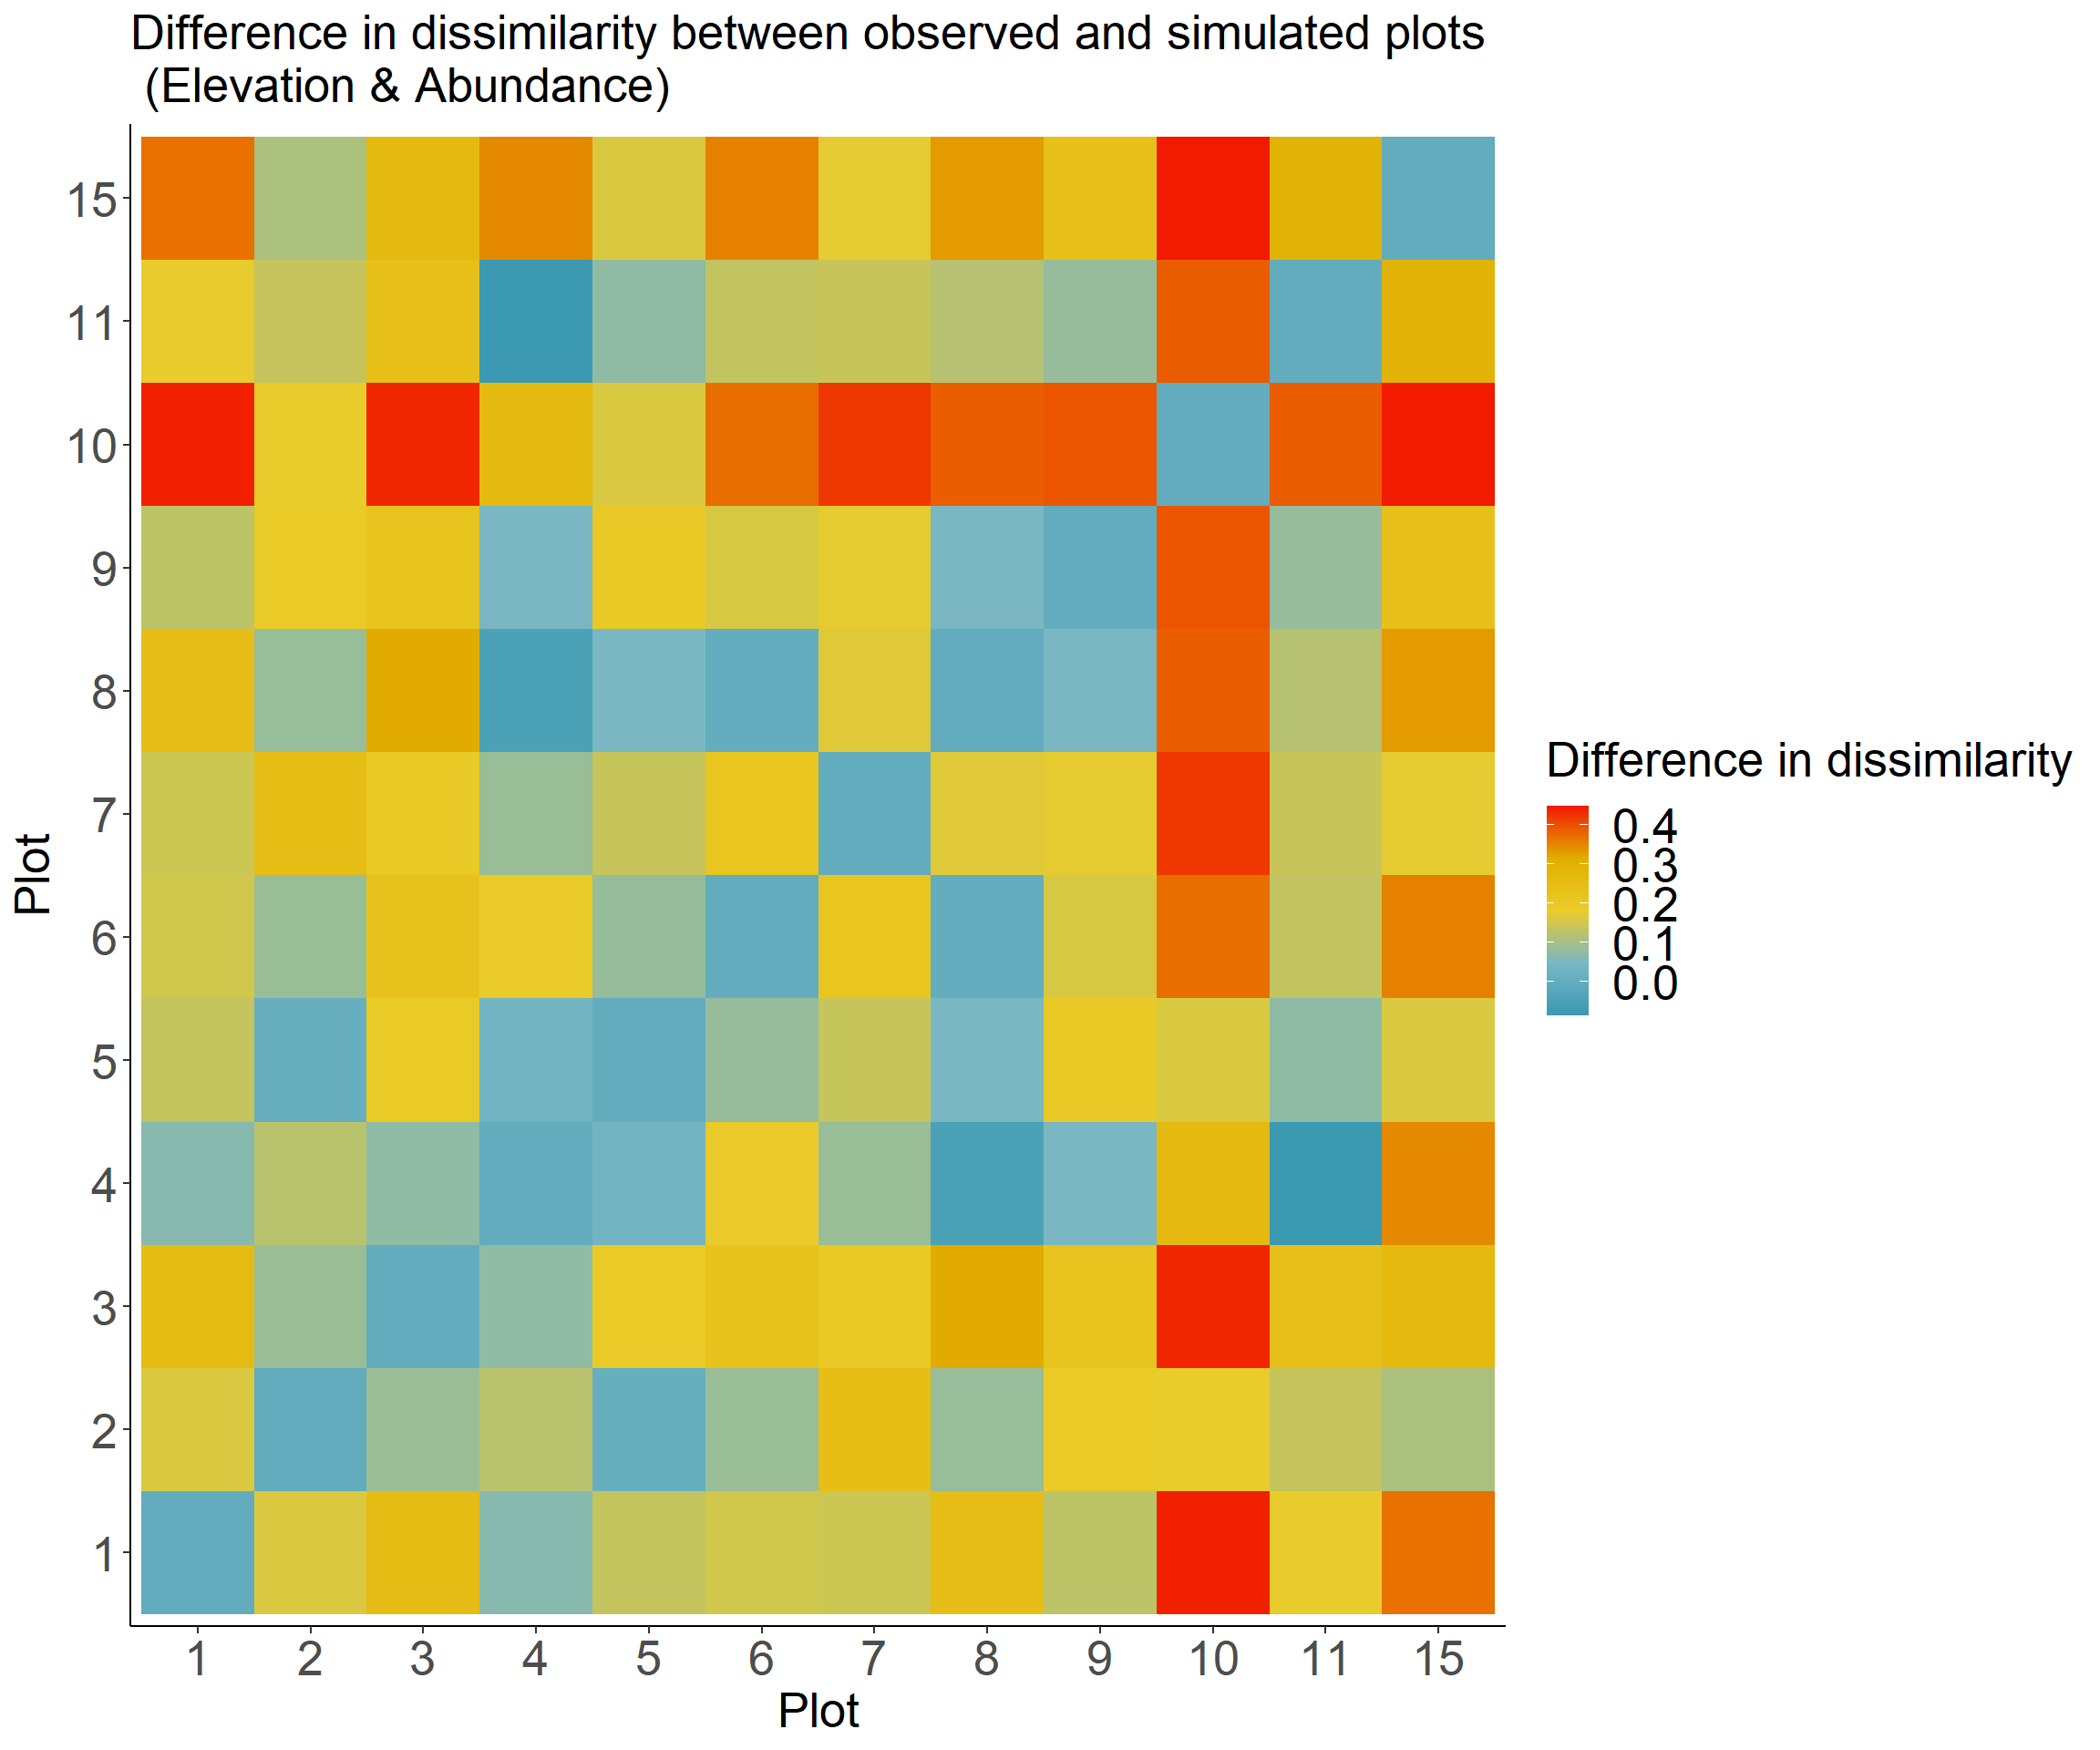 Difference in dissimilarity between observed and simulated plots
(Elevation & Abundance)
15
11
10
9
8
7
6
5
4
3
2
1
Plot
1 2 3 4 5 6 7 8 9 10 11 15
Plot
Difference in dissimilarity
0.4
0.3
0.2
0.1
0.0